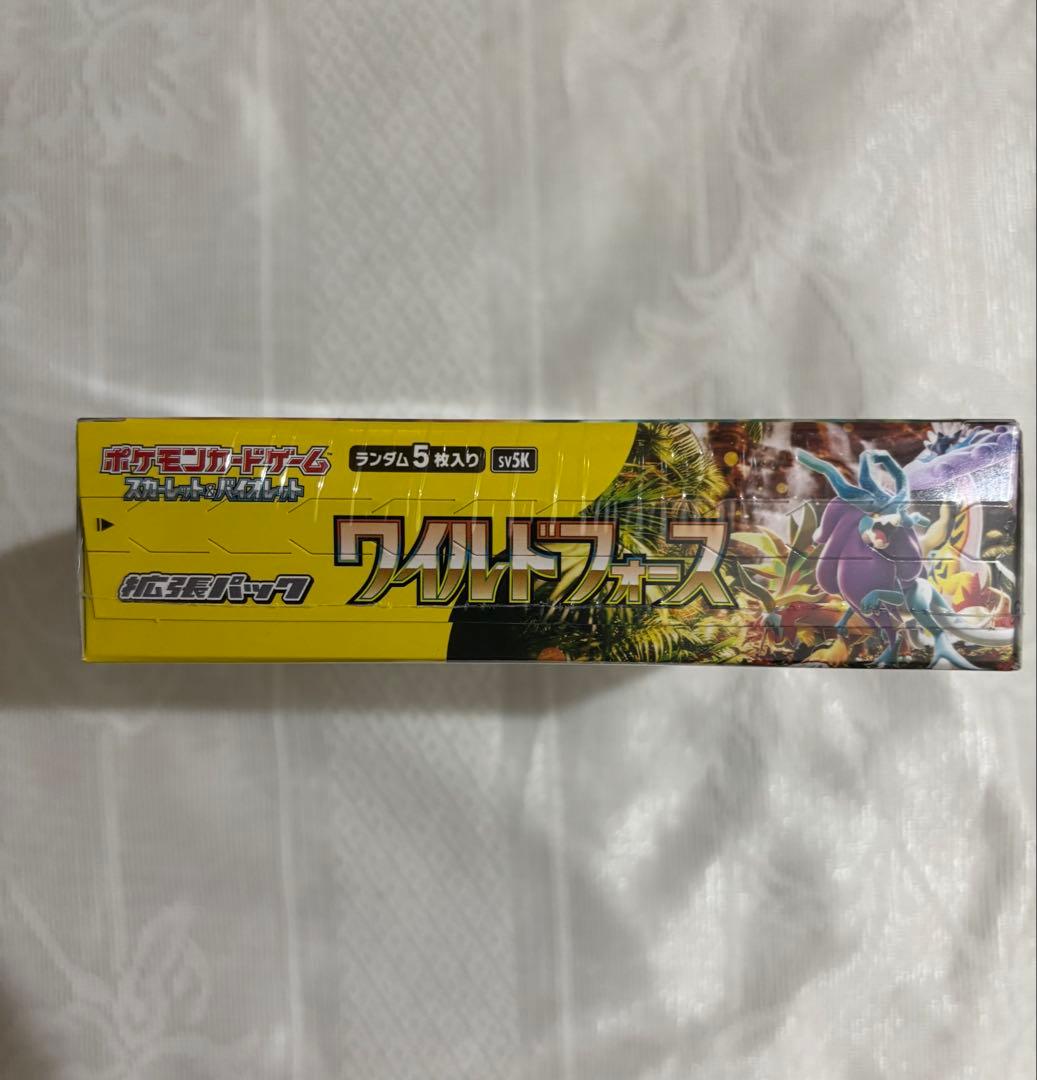 ポケモンカードゲーム™
スカーレット&バイオレット
ランダム5枚入り sv5K
ワイルドフォース
拡張パック